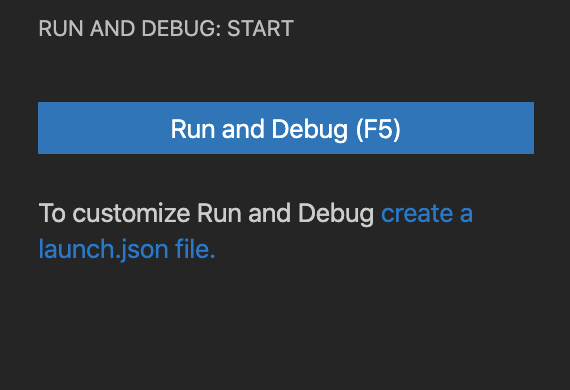 RUN AND DEBUG: START
Run and Debug (F5)
To customize Run and Debug create a
launch.json file.